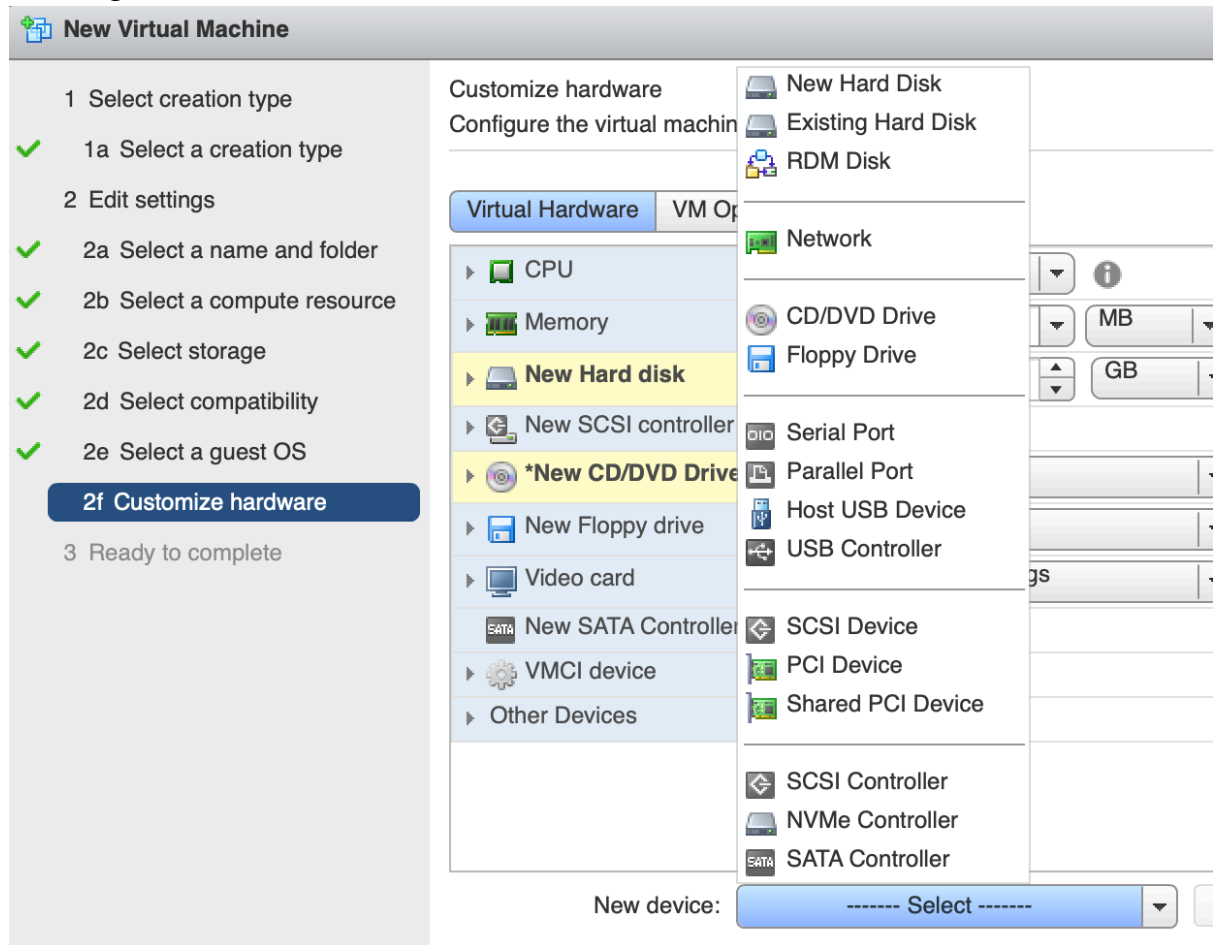 New Virtual Machine
1 Select creation type
1a Select a creation type
2 Edit settings
2a Select a name and folder
2b Select a compute resource
2c Select storage
2d Select compatibility
2e Select a guest OS
2f Customize hardware
3 Ready to complete
Customize hardware
Configure the virtual machin
Virtual Hardware
VM Op
CPU
Memory
MB
New Hard disk
GB
New SCSI controller
*New CD/DVD Drive
New Floppy drive
Video card
gs
SATA New SATA Controller
VMCI device
Other Devices
New Hard Disk
Existing Hard Disk
RDM Disk
Network
CD/DVD Drive
Floppy Drive
Serial Port
Parallel Port
Host USB Device
USB Controller
SCSI Device
PCI Device
Shared PCI Device
SCSI Controller
NVMe Controller
SATA SATA Controller
New device: ------- Select -------